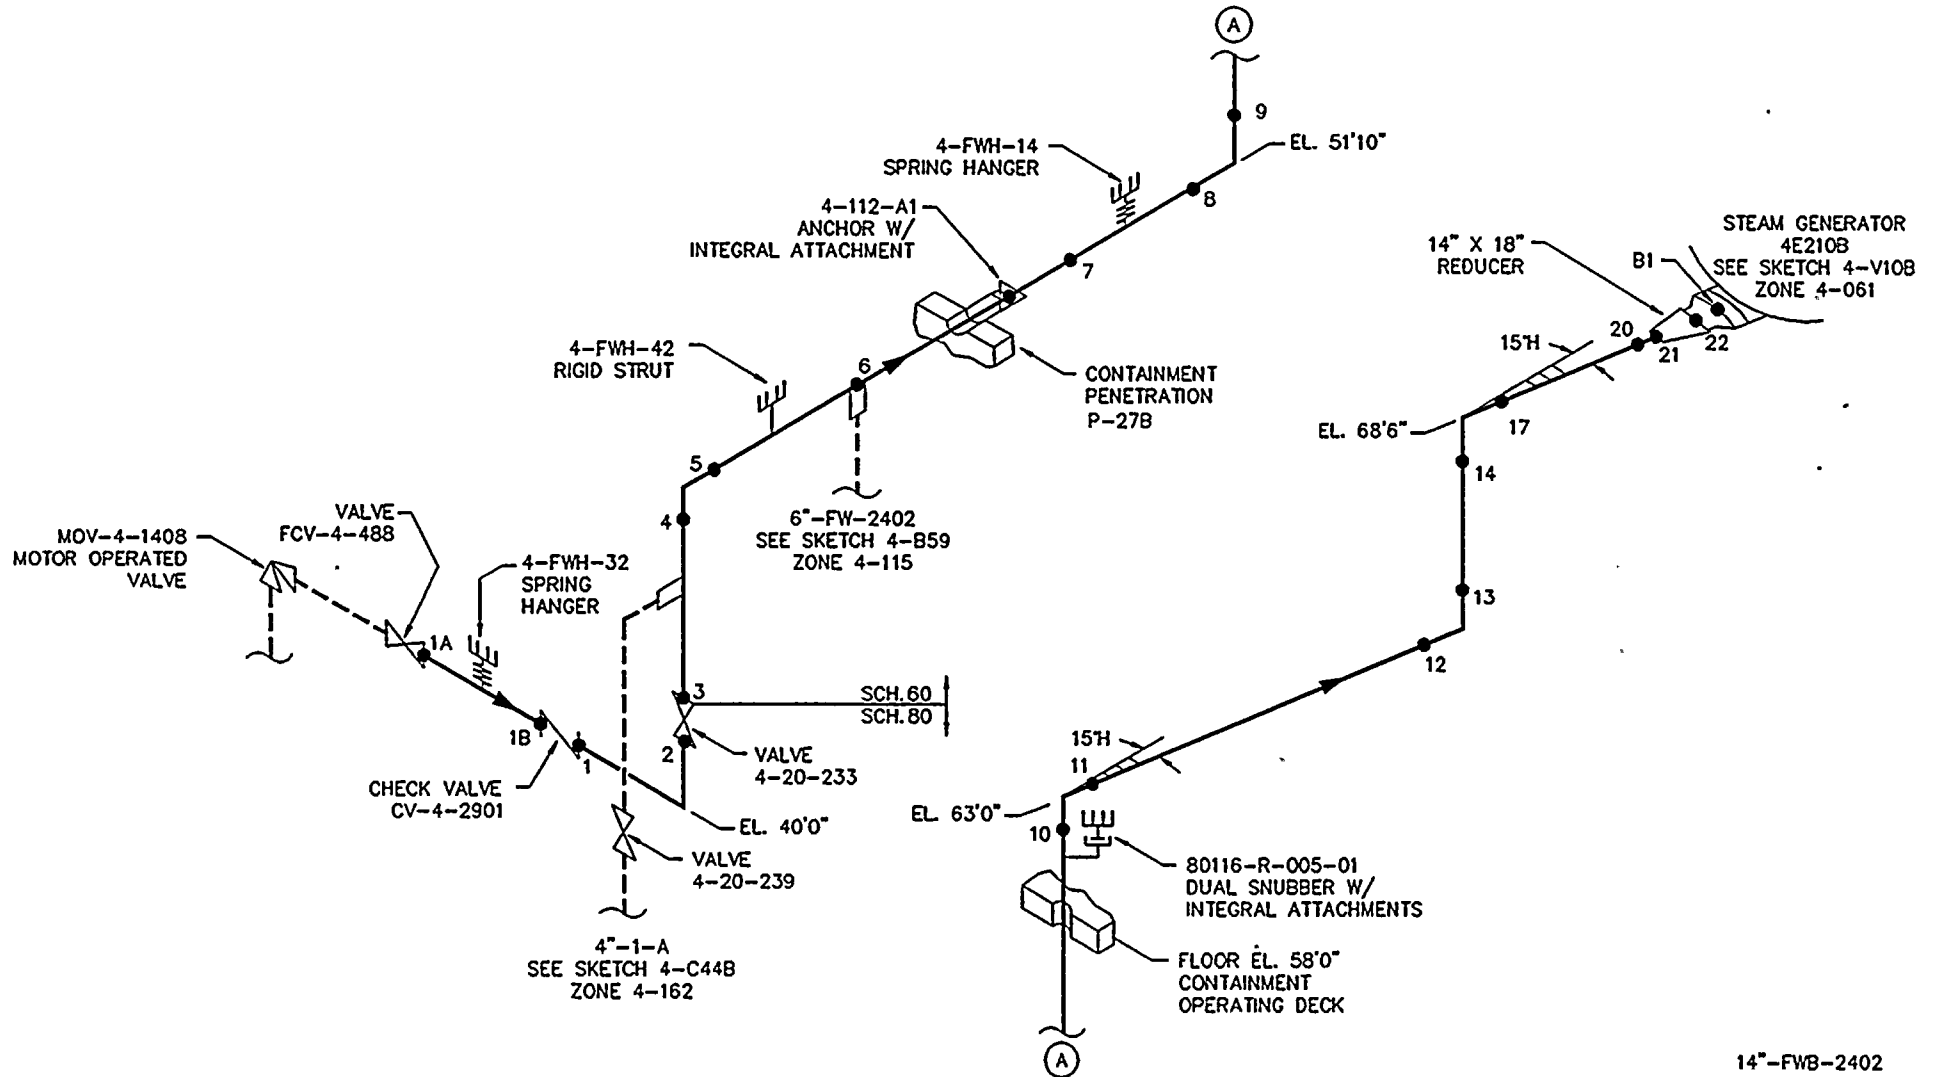 A
9
EL. 51'10"
4-FWH-14
SPRING HANGER
8
4-112-A1
ANCHOR W/
INTEGRAL ATTACHMENT
7
STEAM GENERATOR
4E210B
SEE SKETCH 4-V10B
ZONE 4-061
14" X 18"
REDUCER
B1
20
21
22
15°H
17
EL. 68'6"
14
4-FWH-42
RIGID STRUT
6
CONTAINMENT
PENETRATION
P-27B
5
4
6"-FW-2402
SEE SKETCH 4-B59
ZONE 4-115
VALVE
FCV-4-488
MOV-4-1408
MOTOR OPERATED
VALVE
4-FWH-32
SPRING
HANGER
1A
13
12
3
SCH.60
SCH.80
1B
1
2
VALVE
4-20-233
CHECK VALVE
CV-4-2901
EL. 40'0"
VALVE
4-20-239
15°H
11
EL. 63'0"
10
80116-R-005-01
DUAL SNUBBER W/
INTEGRAL ATTACHMENTS
4"-1-A
SEE SKETCH 4-C44B
ZONE 4-162
FLOOR EL. 58'0"
CONTAINMENT
OPERATING DECK
A
14"-FWB-2402